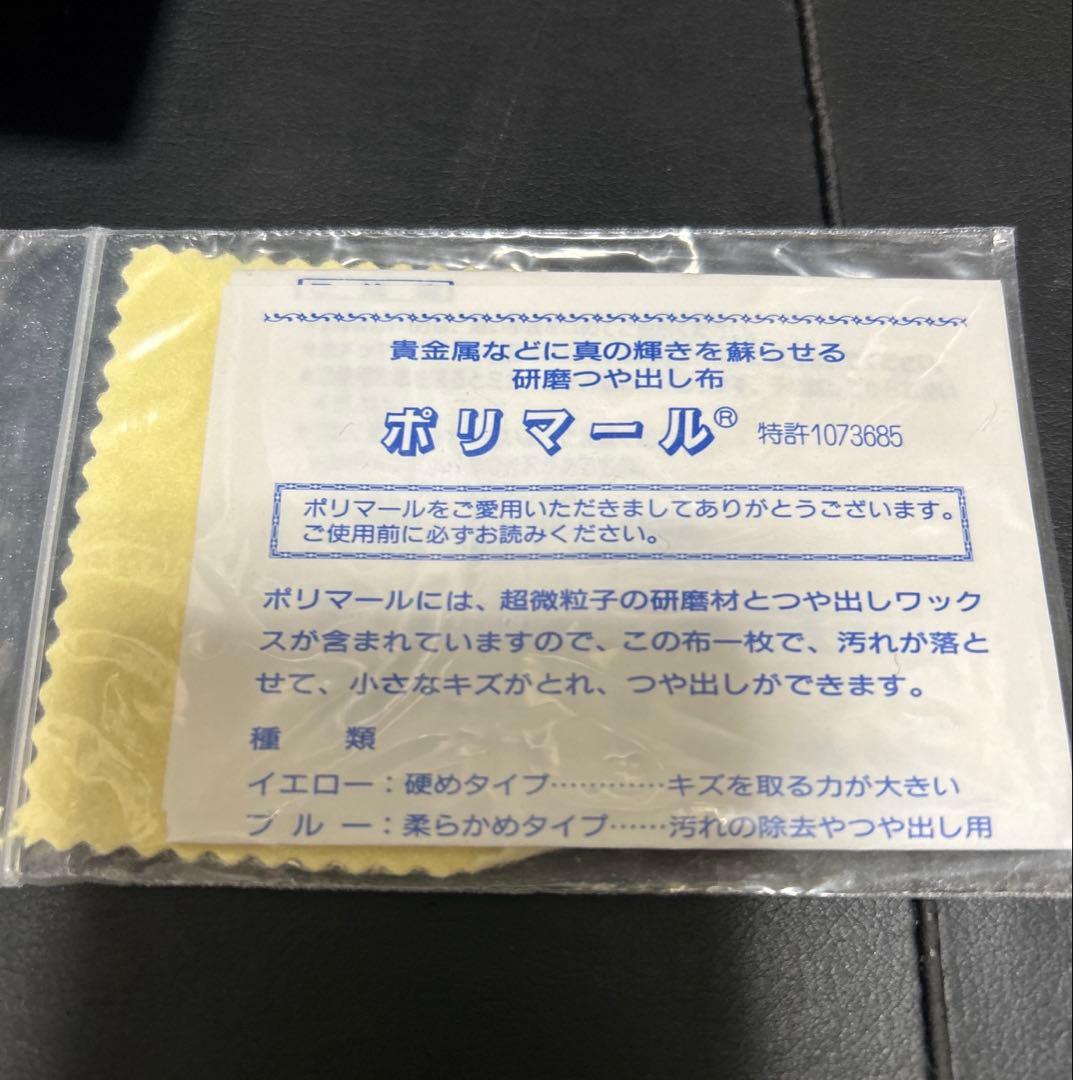 貴金属などに真の輝きを蘇らせる
研磨つや出し布
ポリマール® 特許1073685
ポリマールをご愛用いただきましてありがとうございます。
ご使用前に必ずお読みください。
ポリマールには、超微粒子の研磨材とつや出しワック
スが含まれていますので、この布一枚で、汚れが落と
せて、小さなキズがとれ、つや出しができます。
種 類
イエロー：硬めタイプ…………キズを取る力が大きい
ブルー：柔らかめタイプ……汚れの除去やつや出し用